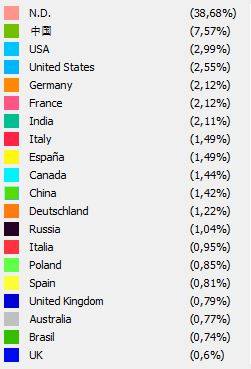 N.D. (38,68%)
中国 (7,57%)
USA (2,99%)
United States (2,55%)
Germany (2,12%)
France (2,12%)
India (2,11%)
Italy (1,49%)
España (1,49%)
Canada (1,44%)
China (1,42%)
Deutschland (1,22%)
Russia (1,04%)
Italia (0,95%)
Poland (0,85%)
Spain (0,81%)
United Kingdom (0,79%)
Australia (0,77%)
Brasil (0,74%)
UK (0,6%)